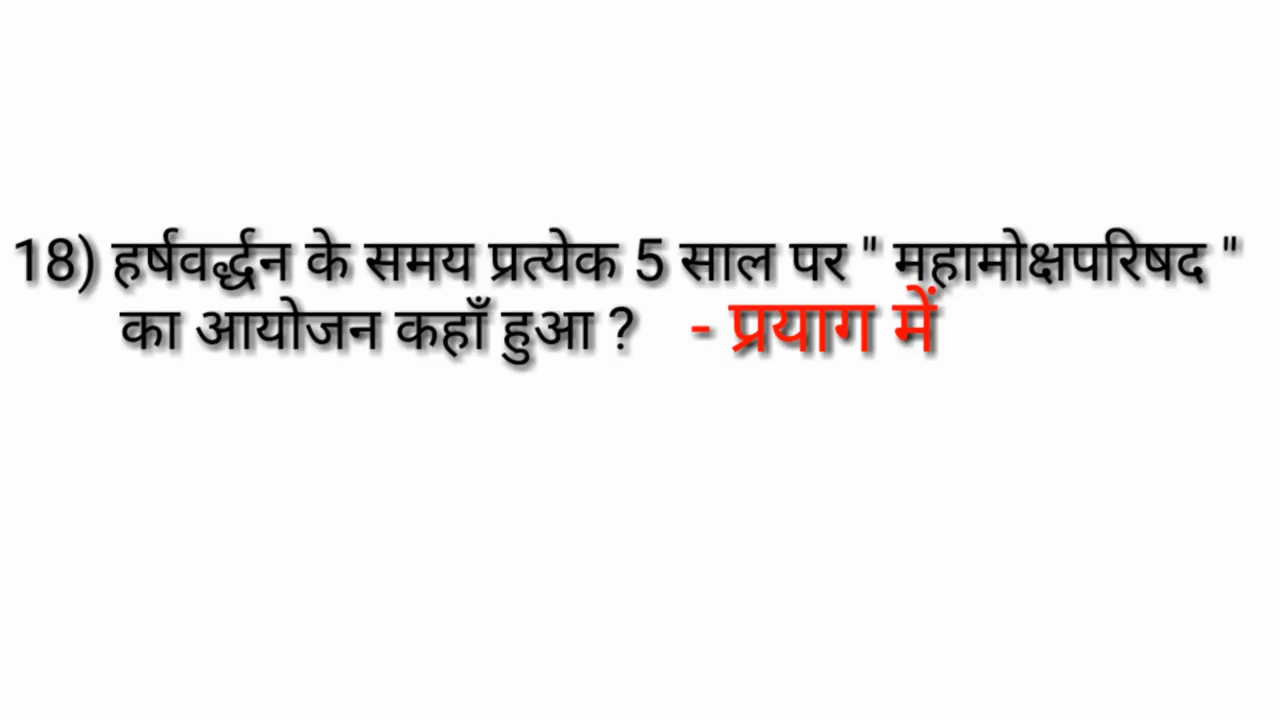 18) हर्षवर्द्धन के समय प्रत्येक 5 साल पर " महामोक्षपरिषद "
का आयोजन कहाँ हुआ ? - प्रयाग में